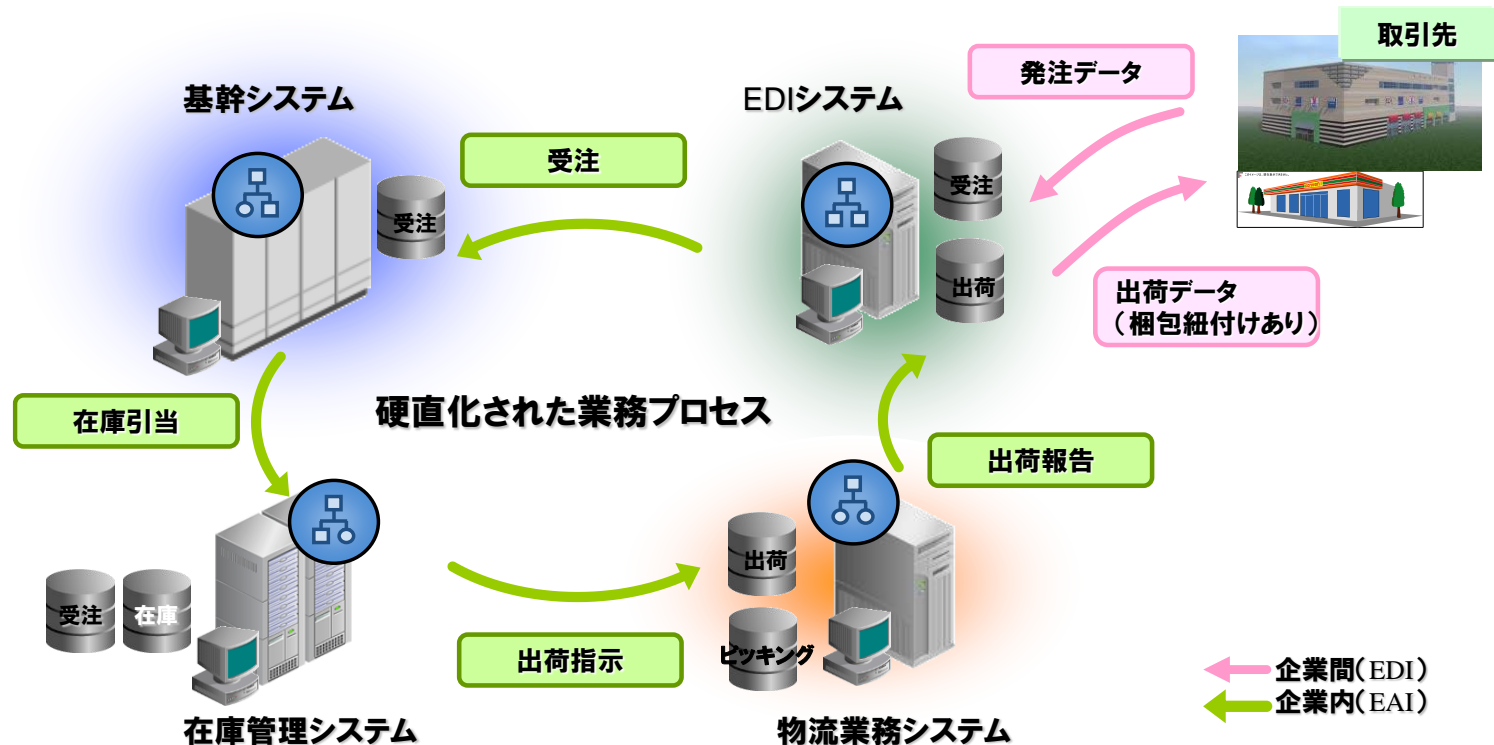 取引先
発注データ
基幹システム
EDIシステム
受注
受注
受注
出荷
出荷データ
（梱包紐付けあり）
在庫引当
硬直化された業務プロセス
出荷報告
出荷
受注
在庫
ピッキング
出荷指示
企業間（EDI）
企業内（EAI）
在庫管理システム
物流業務システム